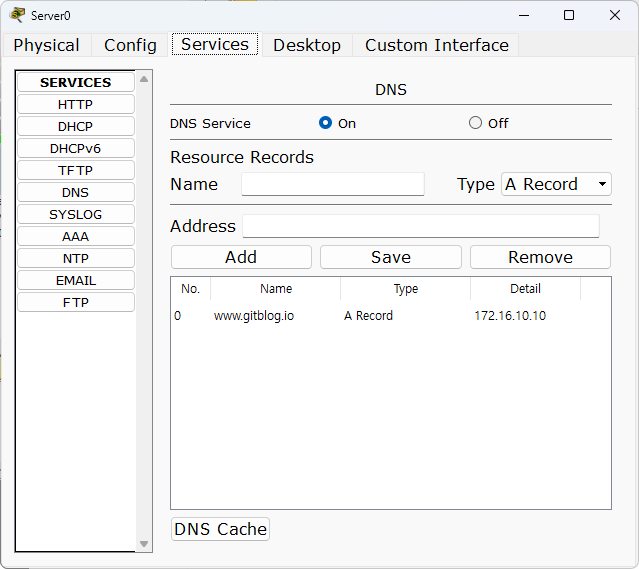 Server0
Physical Config Services Desktop Custom Interface
SERVICES
HTTP
DHCP
DHCPv6
TFTP
DNS
SYSLOG
AAA
NTP
EMAIL
FTP
DNS
DNS Service On Off
Resource Records
Name Type A Record
Address
Add Save Remove
No. Name Type Detail
0 www.gitblog.io A Record 172.16.10.10
DNS Cache